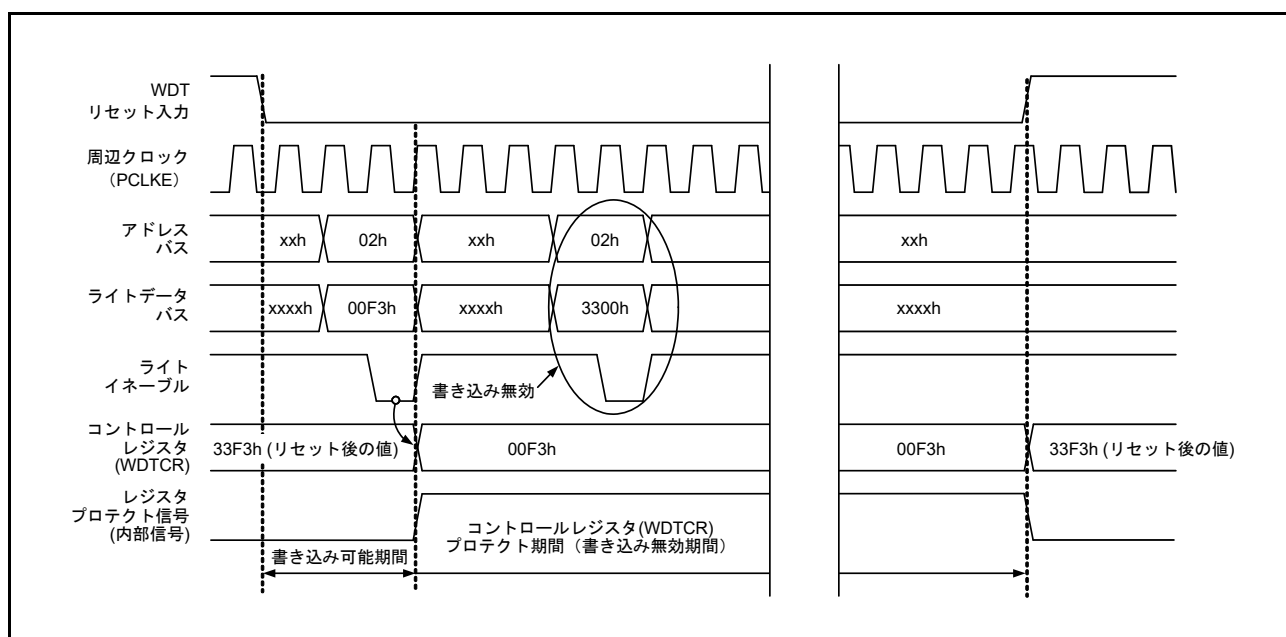 WDT
リセット入力
周辺クロック
（PCLKE）
アドレス
バス
xxh
02h
xxh
02h
xxh
ライトデータ
バス
xxxxh
00F3h
xxxxh
3300h
xxxxh
ライト
イネーブル
書き込み無効
コントロール
レジスタ
(WDTCR)
33F3h (リセット後の値)
00F3h
00F3h
33F3h (リセット後の値)
レジスタ
プロテクト信号
(内部信号)
書き込み可能期間
コントロールレジスタ(WDTCR)
プロテクト期間（書き込み無効期間）